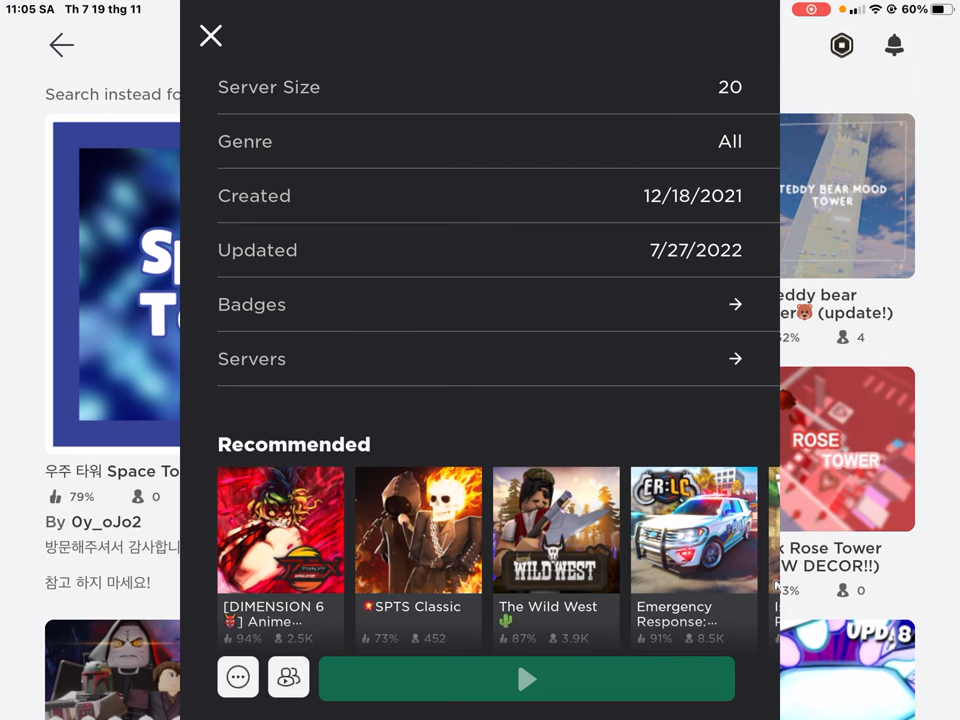 11:05 SA Th 7 19 thg 11
60%
Search instead fo
Server Size 20
Genre All
Created 12/18/2021
Updated 7/27/2022
Badges
Servers
Recommended
WILD WEST
ER:LC
[DIMENSION 6
] Anime...
94% 2.5K
SPTS Classic
73% 452
The Wild West
87% 3.9K
Emergency
Response:...
91% 8.5K
Sp
T
우주 타워 Space To
79% 0
By Oy_oJo2
방문해주셔서 감사합니
참고 하지 마세요!
TEDDY BEAR MOOD
TOWER
eddy bear
er (update!)
2% 4
ROSE
TOWER
k Rose Tower
W DECOR!!)
3% 0
UPD.8